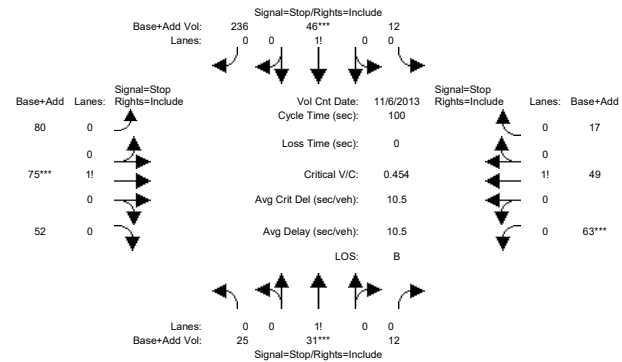 Signal=Stop/Rights=Include
Base+Add Vol: 236 46*** 12
Lanes: 0 0 1! 0 0
Signal=Stop
Base+Add Lanes: Rights=Include
Vol Cnt Date: 11/6/2013
Signal=Stop
Rights=Include Lanes: Base+Add
Cycle Time (sec): 100
80 0
0 17
Loss Time (sec): 0
0
0
75*** 1!
Critical V/C: 0.454
1! 49
0
Avg Crit Del (sec/veh): 10.5
0
52 0
Avg Delay (sec/veh): 10.5
0 63***
LOS: B
Lanes: 0 0 1! 0 0
Base+Add Vol: 25 31*** 12
Signal=Stop/Rights=Include